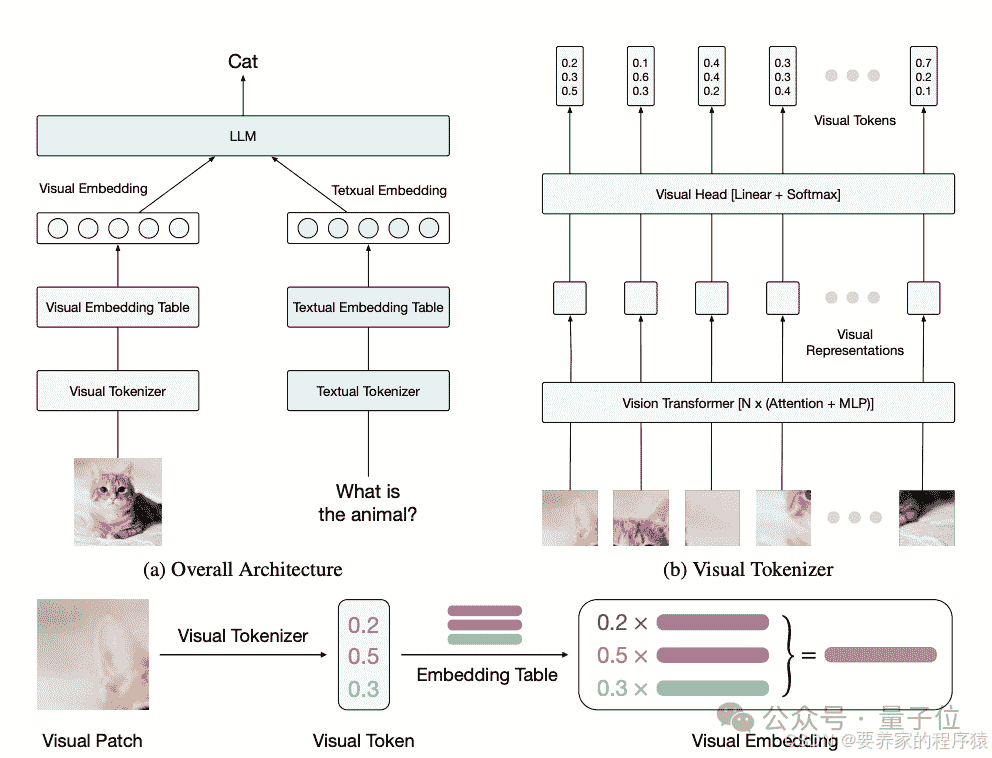 Cat
LLM
Visual Embedding
Tetxual Embedding
Visual Embedding Table
Textual Embedding Table
Visual Tokenizer
Textual Tokenizer
What is
the animal?
(a) Overall Architecture
0.2 0.1 0.4 0.3 0.7
0.3 0.6 0.4 0.3 0.2
0.5 0.3 0.2 0.4 0.1
Visual Tokens
Visual Head [Linear + Softmax]
Visual
Representations
Vision Transformer [N x (Attention + MLP)]
(b) Visual Tokenizer
Visual Tokenizer
0.2
0.5
0.3
Embedding Table
0.2 ×
0.5 ×
0.3 ×
=
Visual Patch
Visual Token
Visual Embedding
公众号 · 量子位
CSDN @要养家的程序猿